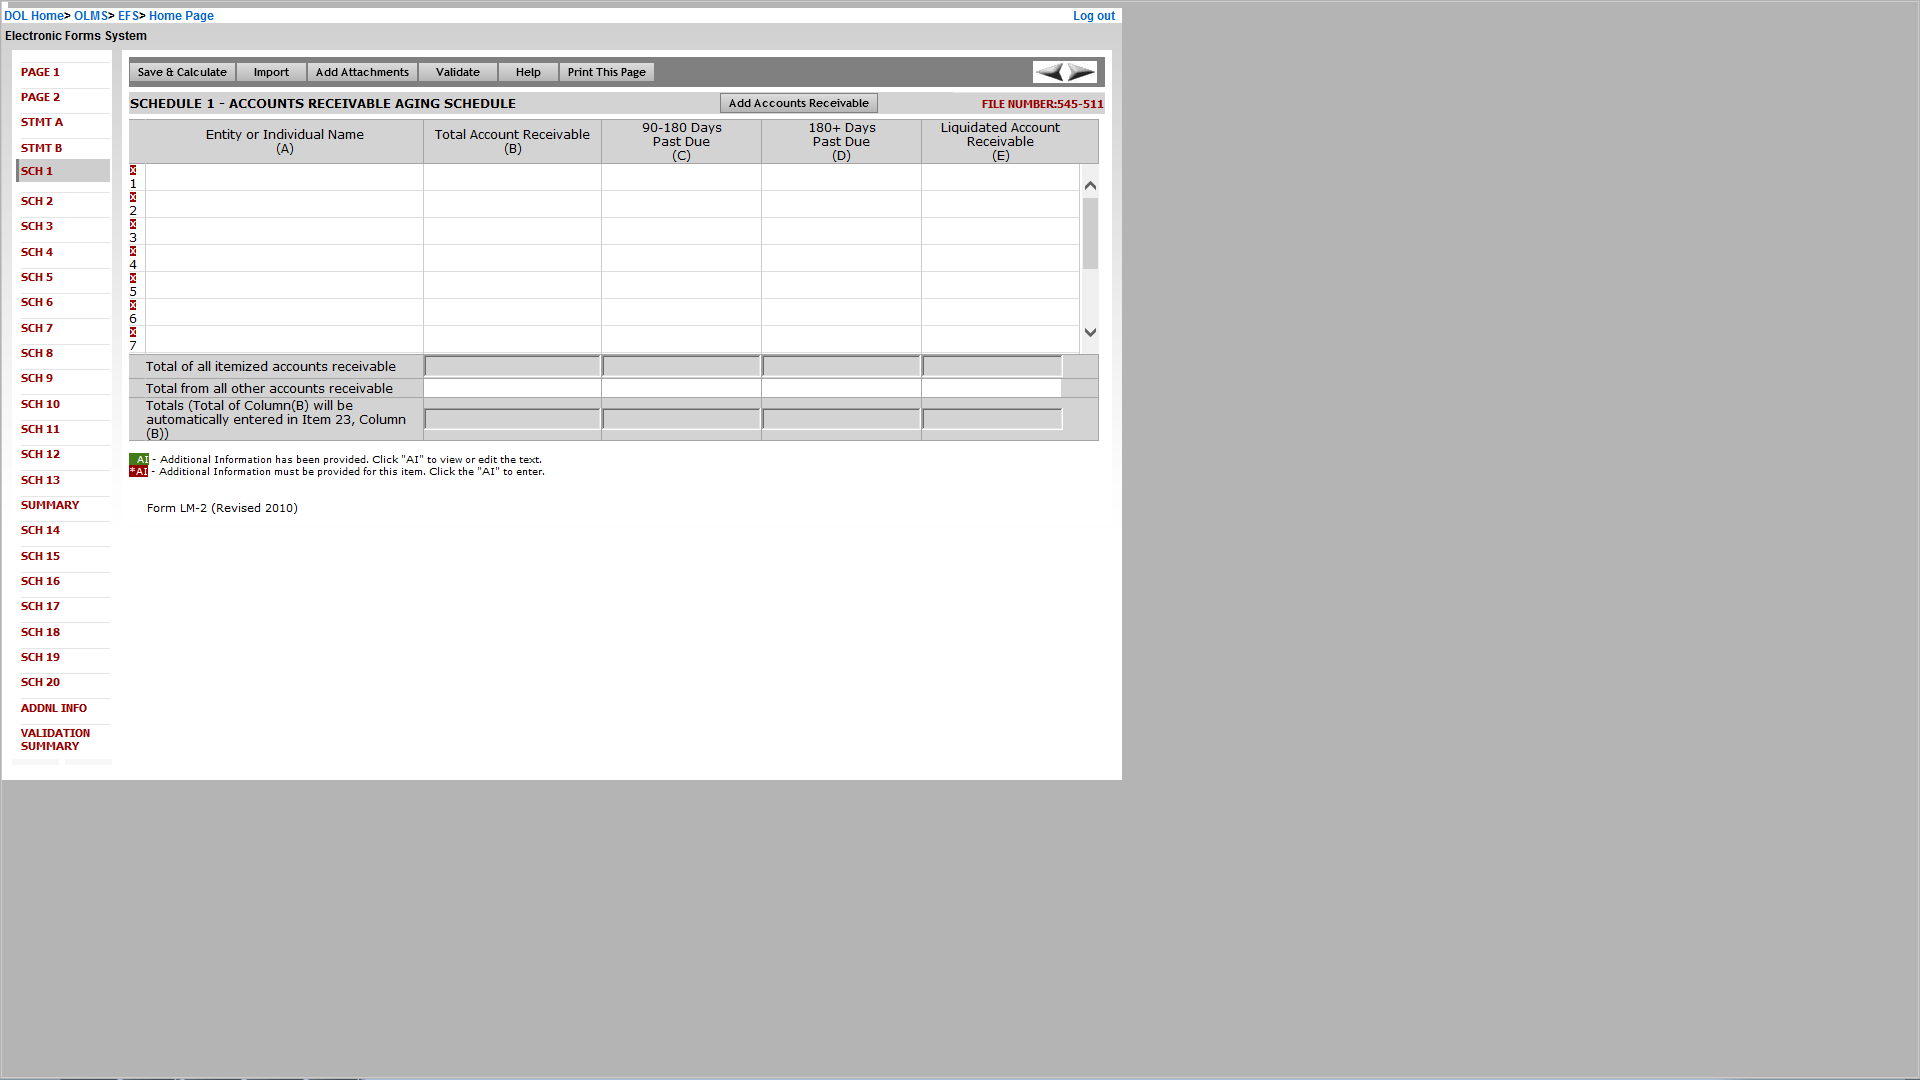 DOL Home> OLMS> EFS> Home Page
Log out
Electronic Forms System
PAGE 1
PAGE 2
STMT A
STMT B
SCH 1
SCH 2
SCH 3
SCH 4
SCH 5
SCH 6
SCH 7
SCH 8
SCH 9
SCH 10
SCH 11
SCH 12
SCH 13
SUMMARY
SCH 14
SCH 15
SCH 16
SCH 17
SCH 18
SCH 19
SCH 20
ADDNL INFO
VALIDATION
SUMMARY
Save & Calculate Import Add Attachments Validate Help Print This Page
SCHEDULE 1 - ACCOUNTS RECEIVABLE AGING SCHEDULE
Add Accounts Receivable
FILE NUMBER:545-511
Entity or Individual Name
(A)
Total Account Receivable
(B)
90-180 Days
Past Due
(C)
180+ Days
Past Due
(D)
Liquidated Account
Receivable
(E)
x
1
x
2
x
3
x
4
x
5
x
6
x
7
Total of all itemized accounts receivable
Total from all other accounts receivable
Totals (Total of Column(B) will be
automatically entered in Item 23, Column
(B))
AI - Additional Information has been provided. Click "AI" to view or edit the text.
*AI - Additional Information must be provided for this item. Click the "AI" to enter.
Form LM-2 (Revised 2010)